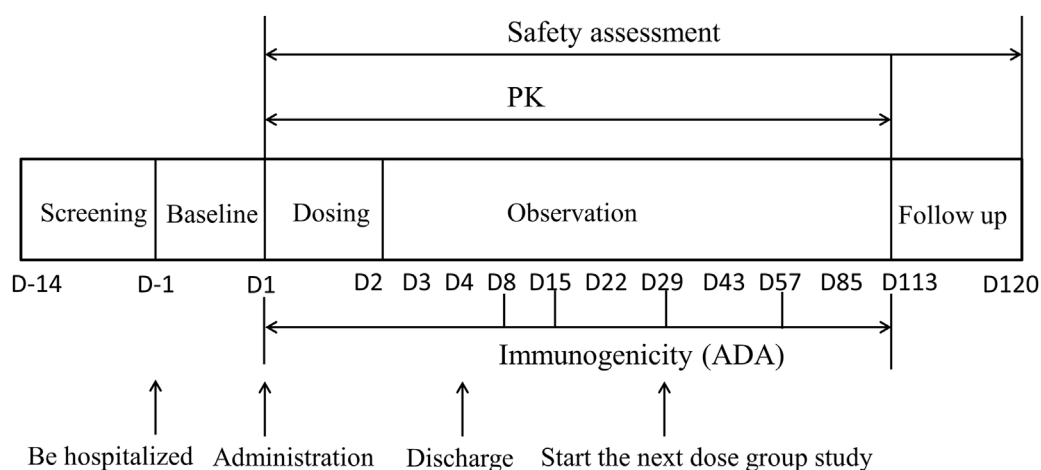 Safety assessment
PK
Screening Baseline Dosing Observation Follow up
D-14 D-1 D1 D2 D3 D4 D8 D15 D22 D29 D43 D57 D85 D113 D120
Immunogenicity (ADA)
Be hospitalized Administration Discharge Start the next dose group study